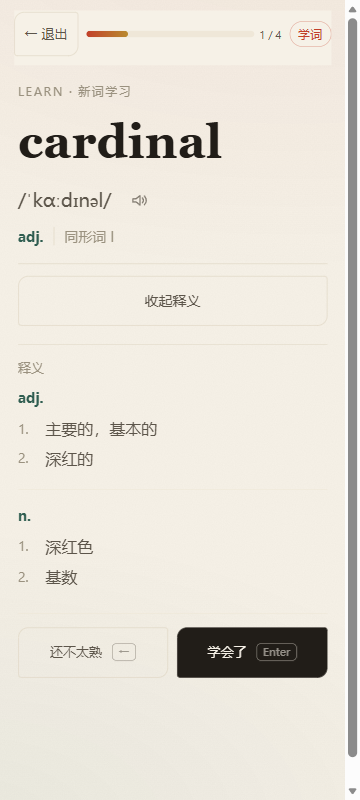 ← 退出 1 / 4 学词
LEARN · 新词学习
cardinal
/ˈkɑːdɪnəl/
adj. 同形词 I
收起释义
释义
adj.
1. 主要的，基本的
2. 深红的
n.
1. 深红色
2. 基数
还不太熟 ←
学会了 Enter